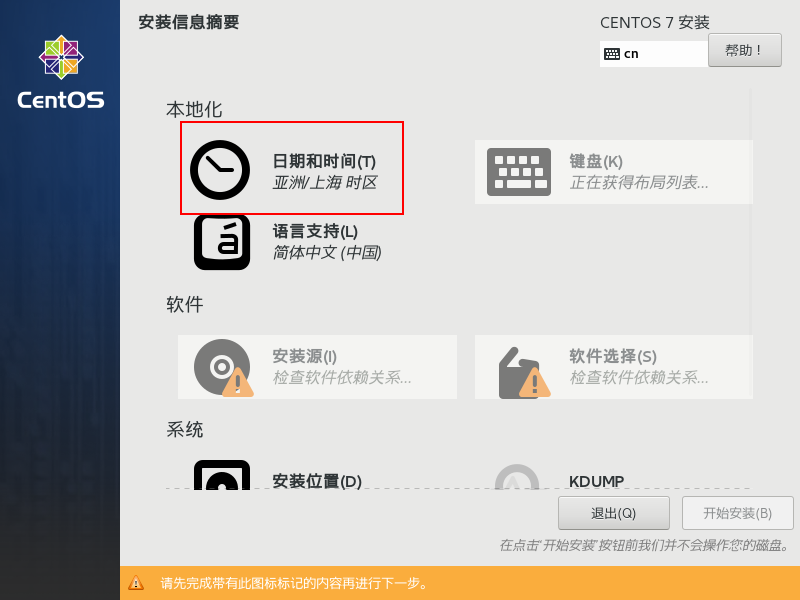 安装信息摘要
CENTOS 7 安装
cn
帮助！
CentOS
本地化
日期和时间(T)
亚洲/上海 时区
键盘(K)
正在获得布局列表...
语言支持(L)
简体中文 (中国)
软件
安装源(I)
检查软件依赖关系...
软件选择(S)
检查软件依赖关系...
系统
安装位置(D)
KDUMP
退出(Q)
开始安装(B)
在点击'开始安装'按钮前我们并不会操作您的磁盘。
请先完成带有此图标标记的内容再进行下一步。